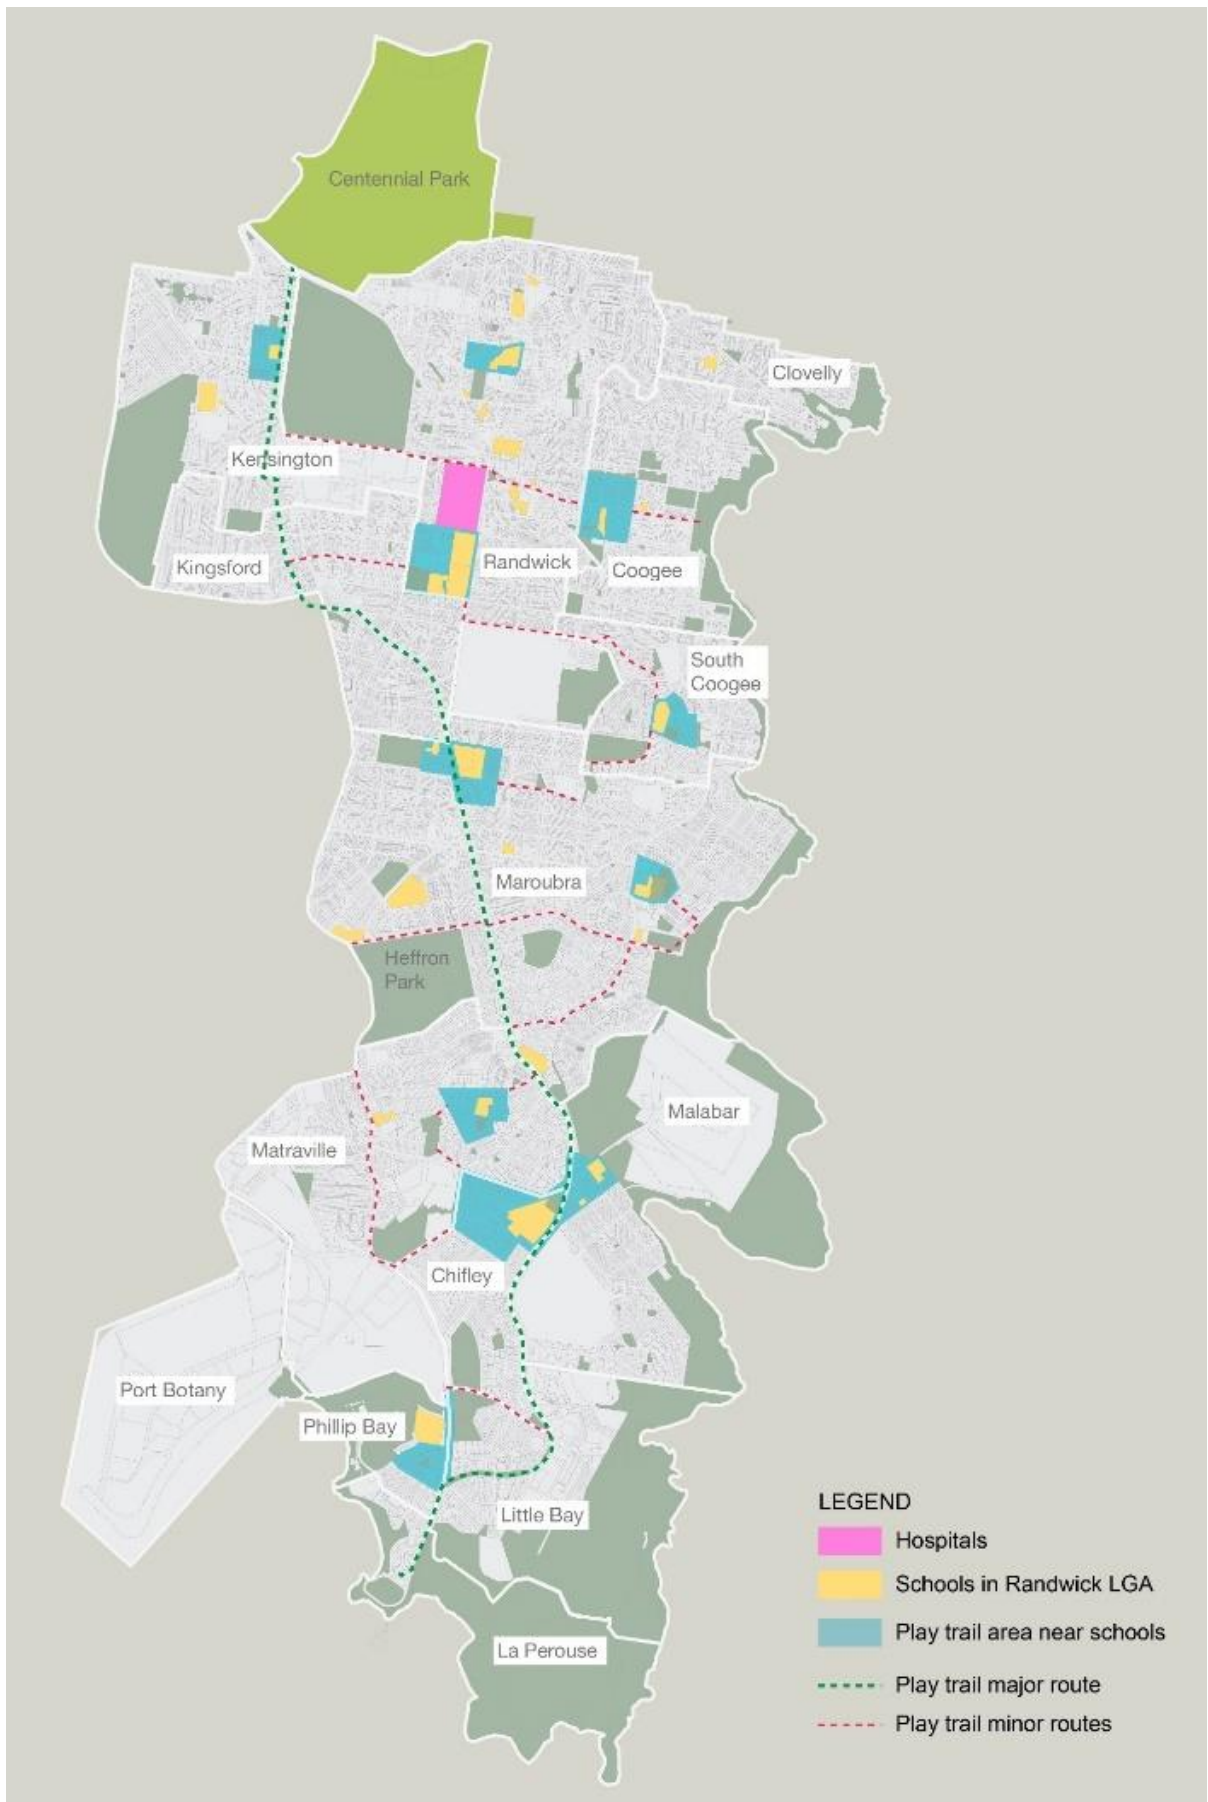 Centennial Park
Clovelly
Kensington
Kingsford
Randwick
Coogee
South
Coogee
Maroubra
Heffron
Park
Malabar
Matraville
Chifley
Port Botany
Phillip Bay
Little Bay
La Perouse
LEGEND
Hospitals
Schools in Randwick LGA
Play trail area near schools
Play trail major route
Play trail minor routes